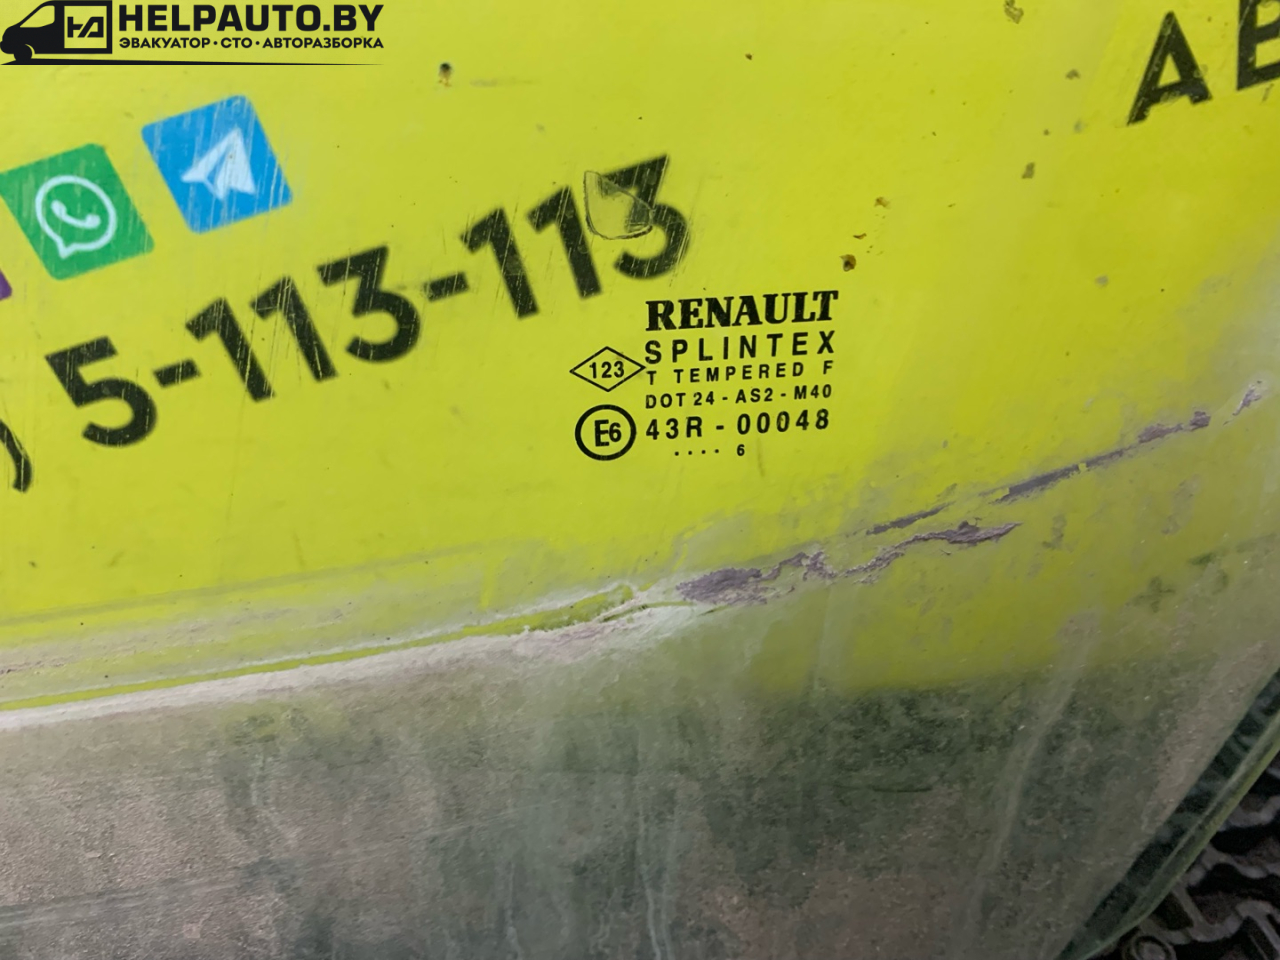 HELPAUTO.BY
ЭВАКУАТОР • СТО • АВТОРАЗБОРКА
) 5-113-113
RENAULT
SPLINTEX
123
T TEMPERED F
DOT 24 - AS2 - M40
E6 43R - 00048
.... 6